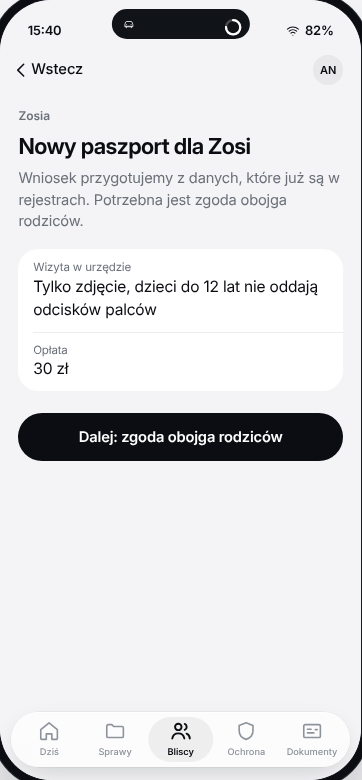 15:40
82%
Wstecz
AN
Zosia
Nowy paszport dla Zosi
Wniosek przygotujemy z danych, które już są w
rejestrach. Potrzebna jest zgoda obojga
rodziców.
Wizyta w urzędzie
Tylko zdjęcie, dzieci do 12 lat nie oddają
odcisków palców
Opłata
30 zł
Dalej: zgoda obojga rodziców
Dziś
Sprawy
Bliscy
Ochrona
Dokumenty